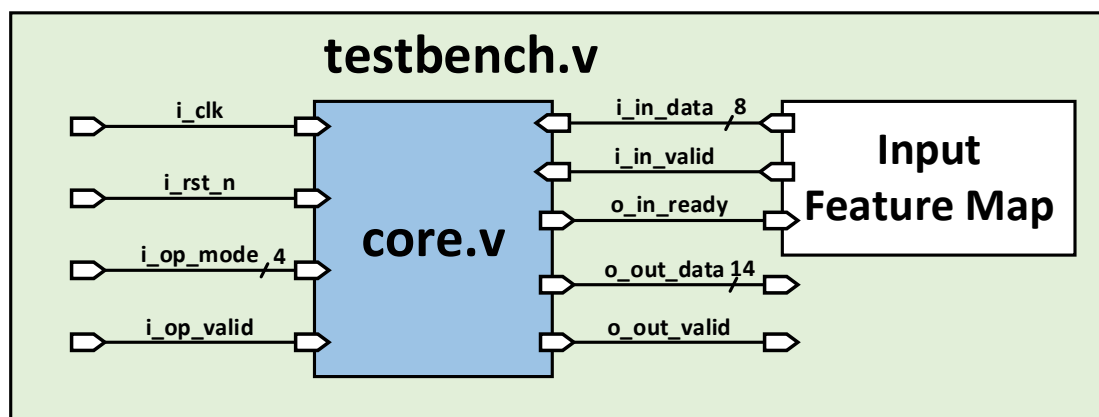 testbench.v
i_clk
i_rst_n
i_op_mode 4
i_op_valid
core.v
i_in_data 8
i_in_valid
o_in_ready
o_out_data 14
o_out_valid
Input
Feature Map